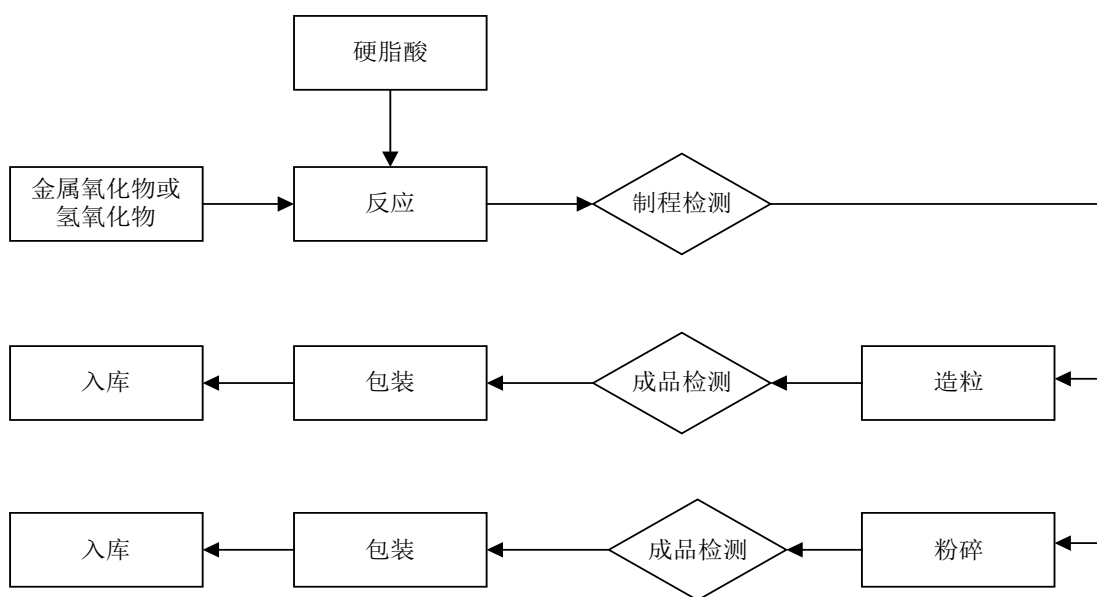 硬脂酸
金属氧化物或
氢氧化物
反应
制程检测
入库
包装
成品检测
造粒
入库
包装
成品检测
粉碎